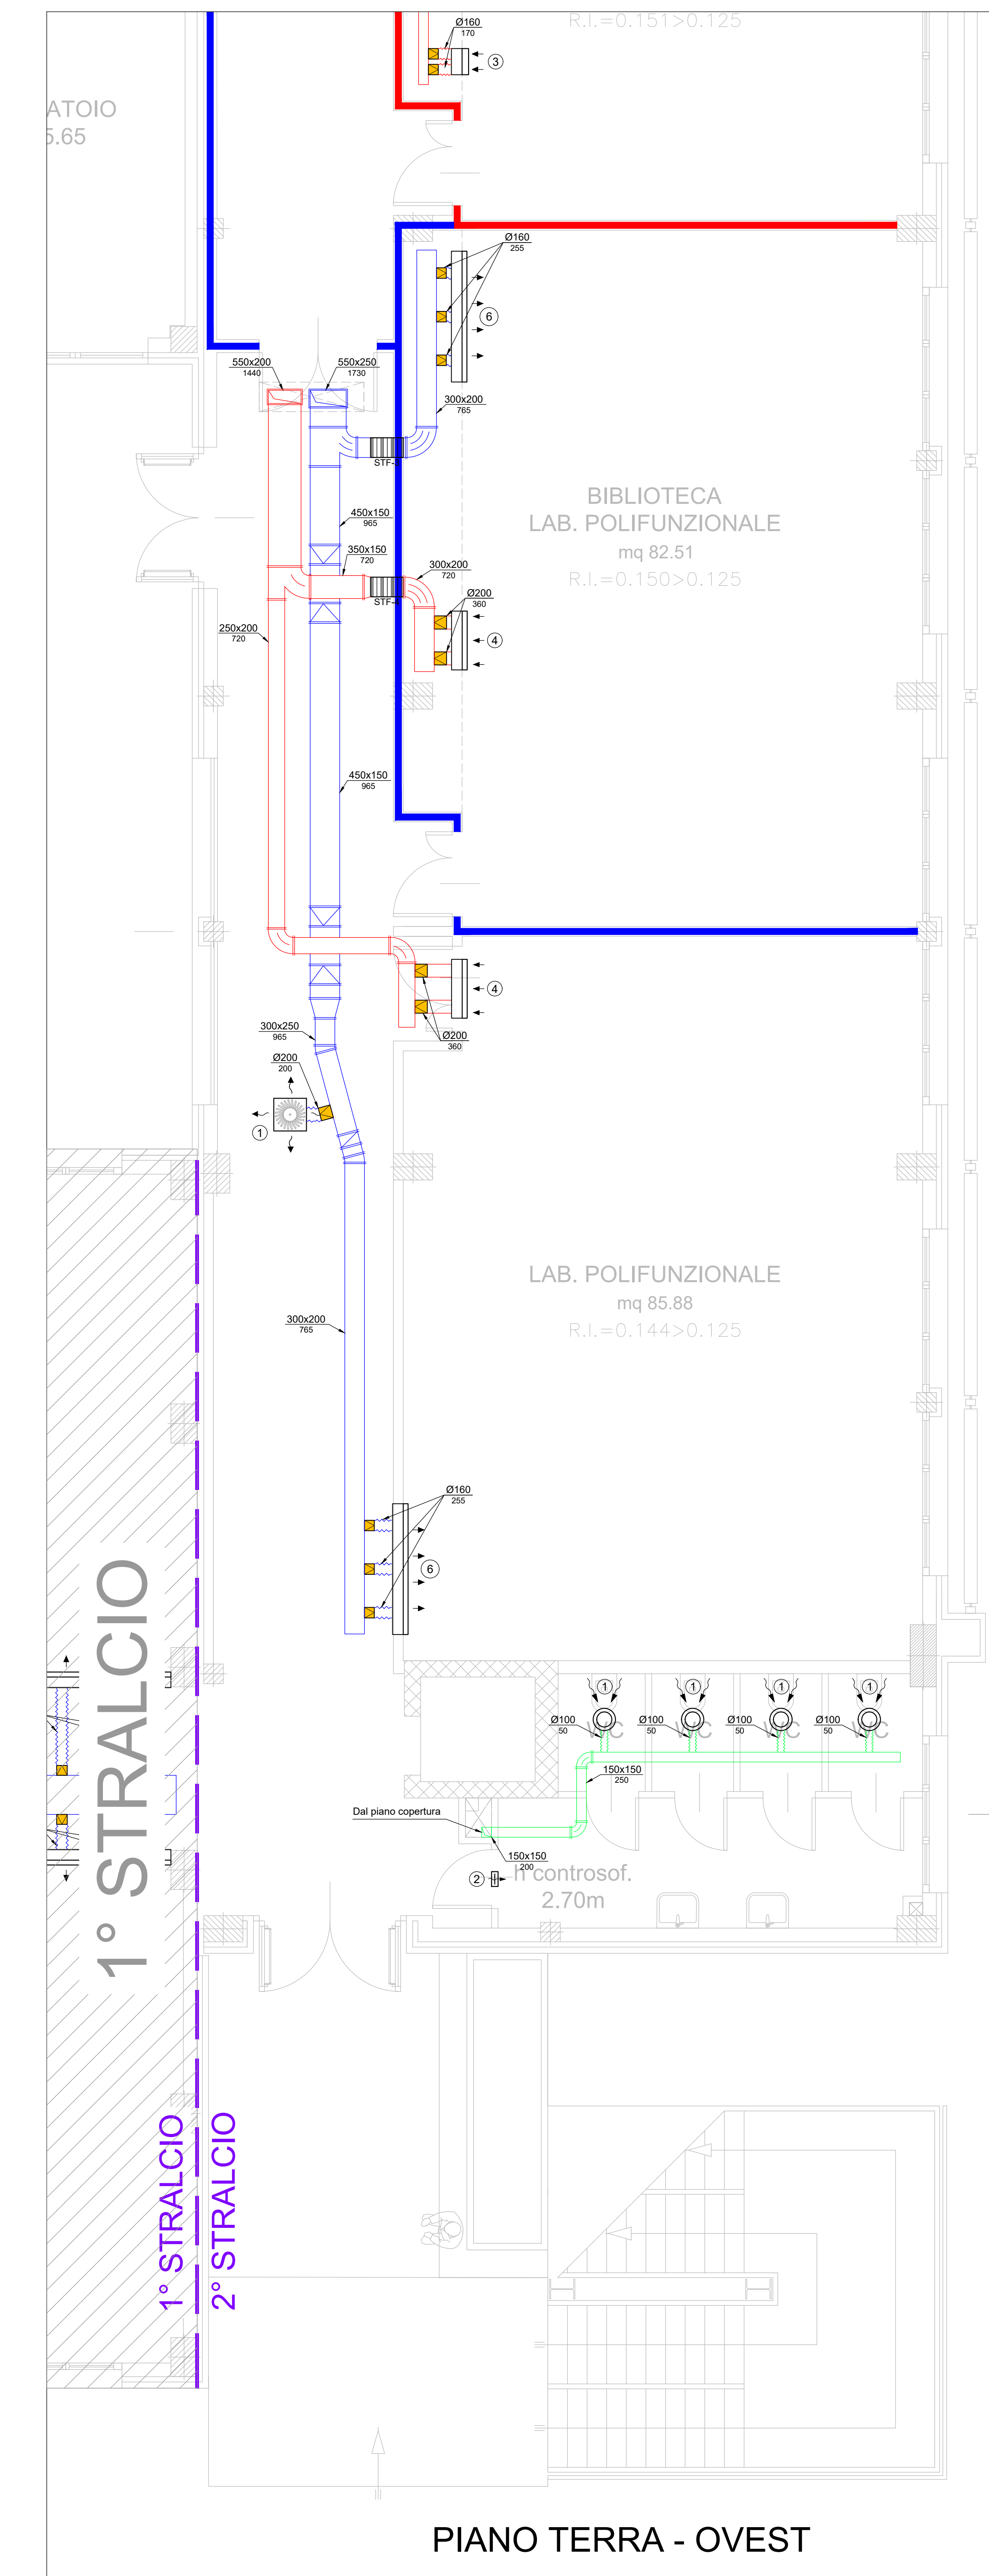 R.I.=0.151>0.125
Ø160
170
3
ATOIO
5.65
Ø160
255
6
550x200
1440
550x250
1730
300x200
765
STF-
BIBLIOTECA
LAB. POLIFUNZIONALE
mq 82.51
R.I.=0.150>0.125
450x150
965
350x150
720
300x200
720
STF-
Ø200
360
4
250x200
720
450x150
965
4
300x250
965
Ø200
360
Ø200
200
1
LAB. POLIFUNZIONALE
mq 85.88
R.I.=0.144>0.125
300x200
765
Ø160
255
6
1° STRALCIO
1
1
1
1
Ø100
50
WC
Ø100
50
WC
Ø100
50
WC
Ø100
50
WC
150x150
250
Dal piano copertura
150x150
200
2
h controsof.
2.70m
1° STRALCIO
2° STRALCIO
PIANO TERRA - OVEST